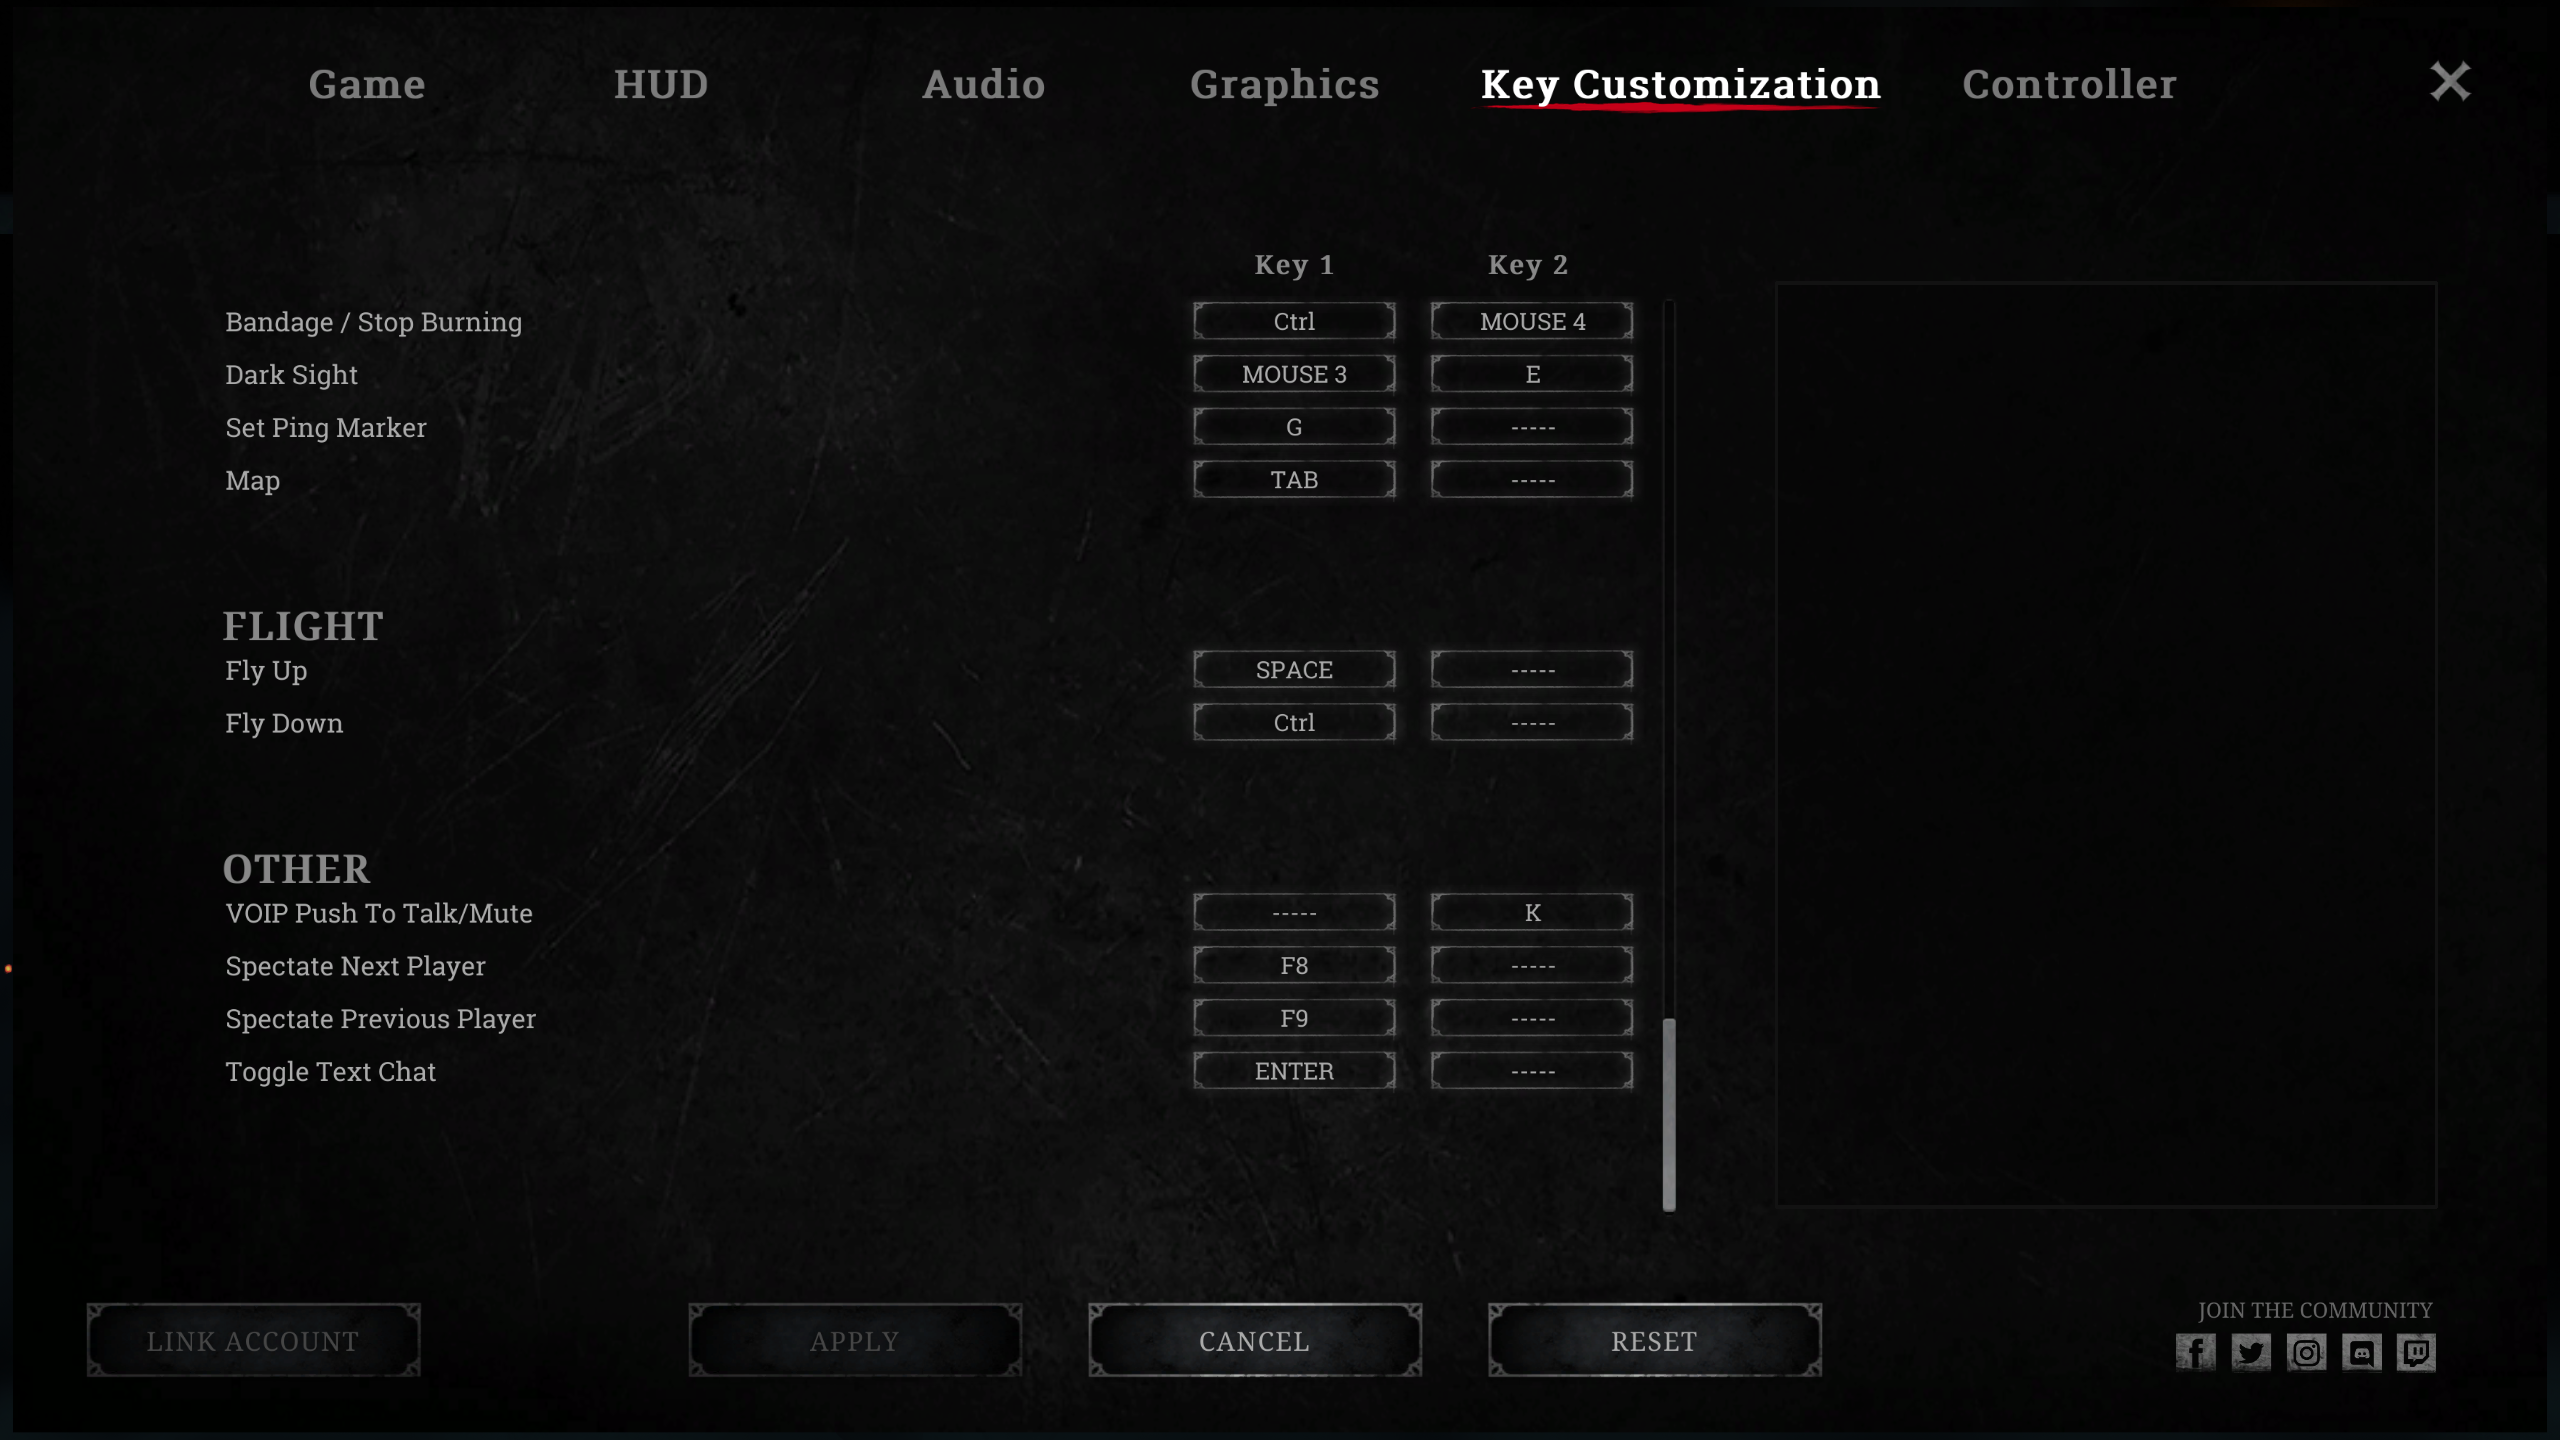 Game HUD Audio Graphics Key Customization Controller
Key 1 Key 2
Bandage / Stop Burning Ctrl MOUSE 4
Dark Sight MOUSE 3 E
Set Ping Marker G -----
Map TAB -----
FLIGHT
Fly Up SPACE -----
Fly Down Ctrl -----
OTHER
VOIP Push To Talk/Mute ----- K
Spectate Next Player F8 -----
Spectate Previous Player F9 -----
Toggle Text Chat ENTER -----
JOIN THE COMMUNITY
LINK ACCOUNT APPLY CANCEL RESET